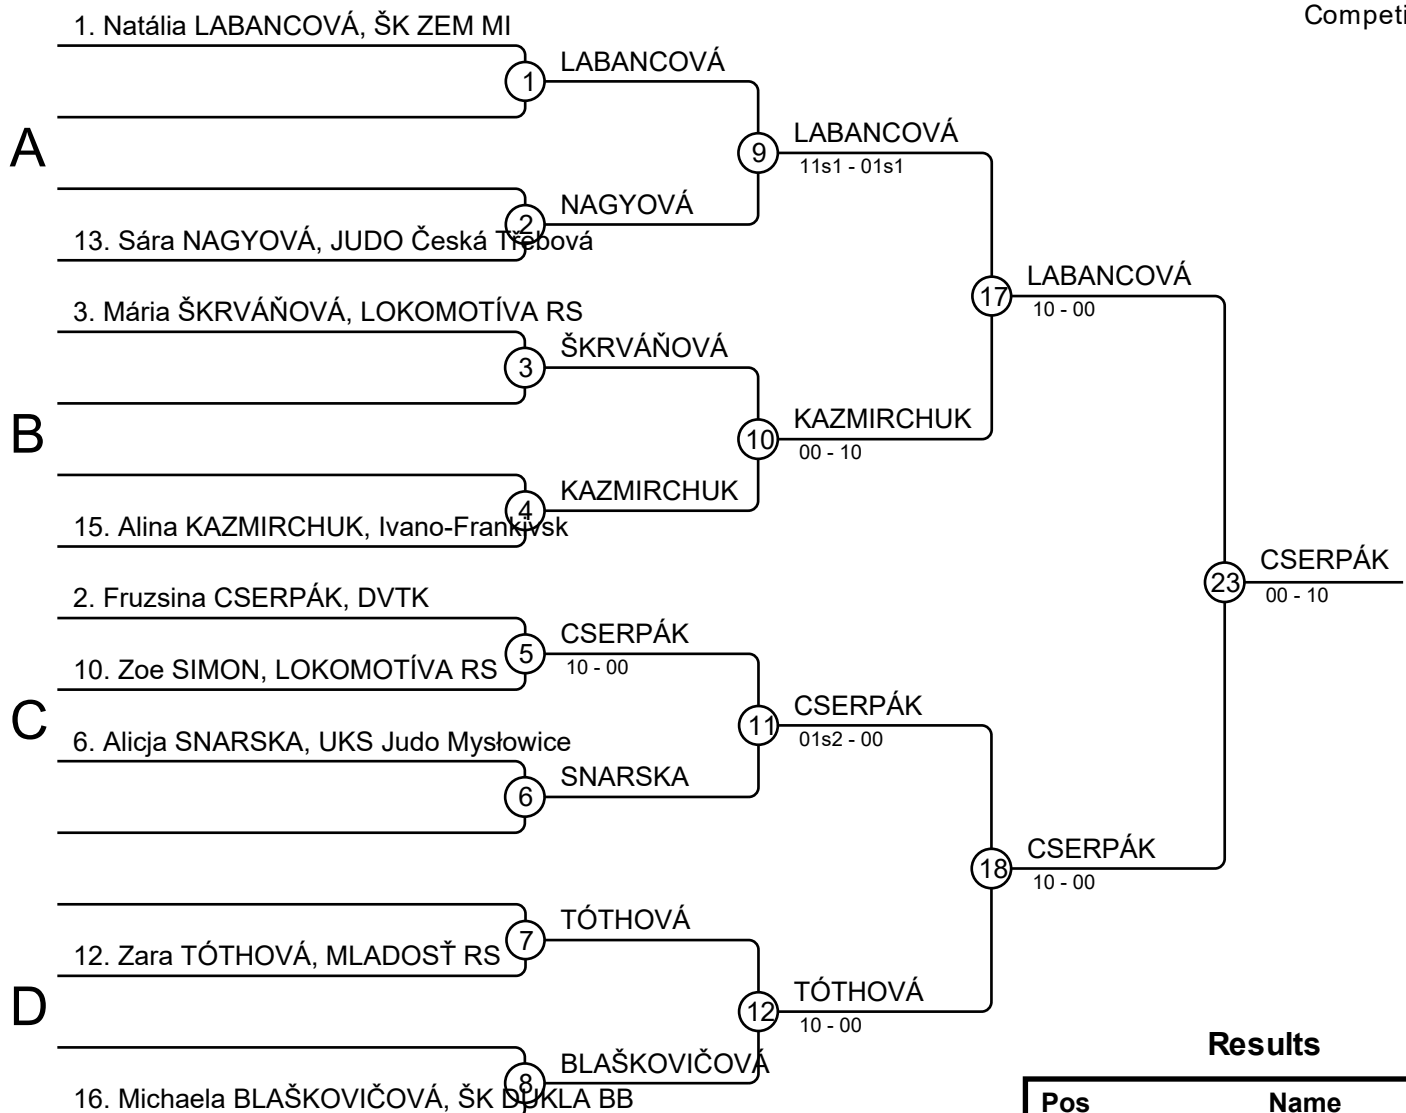 Competi
1. Natália LABANCOVÁ, ŠK ZEM MI
1
LABANCOVÁ
A
9
LABANCOVÁ
11s1 - 01s1
2
NAGYOVÁ
13. Sára NAGYOVÁ, JUDO Česká Třebová
17
LABANCOVÁ
10 - 00
3. Mária ŠKRVÁŇOVÁ, LOKOMOTÍVA RS
3
ŠKRVÁŇOVÁ
B
10
KAZMIRCHUK
00 - 10
4
KAZMIRCHUK
15. Alina KAZMIRCHUK, Ivano-Frankivsk
23
CSERPÁK
00 - 10
2. Fruzsina CSERPÁK, DVTK
5
CSERPÁK
10 - 00
10. Zoe SIMON, LOKOMOTÍVA RS
C
11
CSERPÁK
01s2 - 00
6. Alicja SNARSKA, UKS Judo Mysłowice
6
SNARSKA
18
CSERPÁK
10 - 00
7
TÓTHOVÁ
12. Zara TÓTHOVÁ, MLADOSŤ RS
D
12
TÓTHOVÁ
10 - 00
8
BLAŠKOVIČOVÁ
16. Michaela BLAŠKOVIČOVÁ, ŠK DUKLA BB
Results
Pos Name